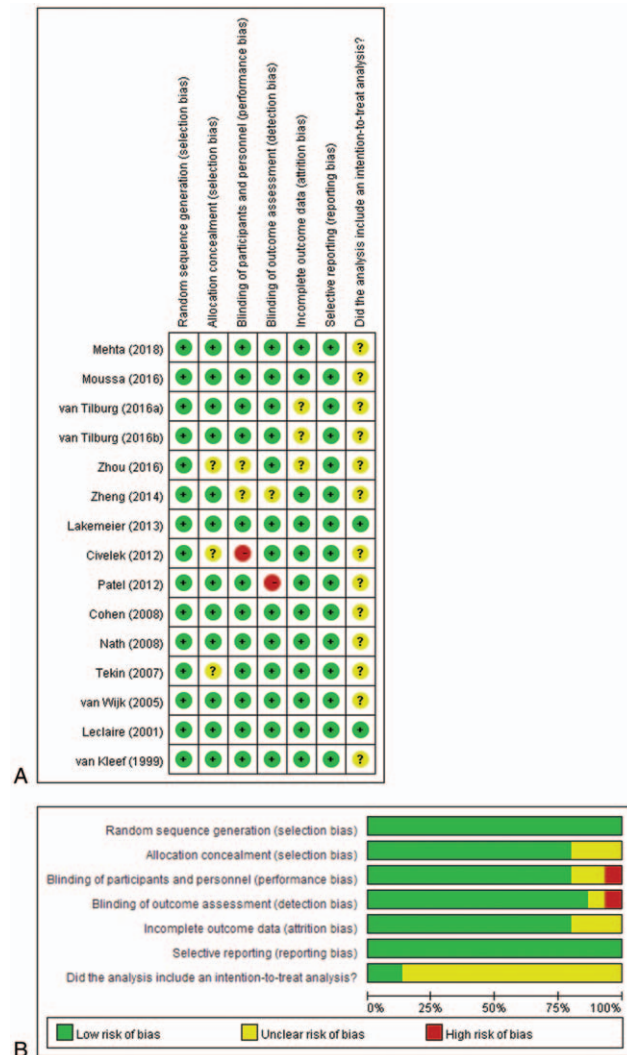 Random sequence generation (selection bias)
Allocation concealment (selection bias)
Blinding of participants and personnel (performance bias)
Blinding of outcome assessment (detection bias)
Incomplete outcome data (attrition bias)
Selective reporting (reporting bias)
Did the analysis include an intention-to-treat analysis?
Mehta (2018) + + + + + + ?
Moussa (2016) + + + + + + ?
van Tilburg (2016a) + + + + ? + ?
van Tilburg (2016b) + + + + ? + ?
Zhou (2016) + ? ? + ? + ?
Zheng (2014) + + ? ? + + ?
Lakemeier (2013) + + + + + + +
Civelek (2012) + ? - + + + ?
Patel (2012) + + + - + + ?
Cohen (2008) + + + + + + ?
Nath (2008) + + + + + + ?
Tekin (2007) + ? + + + + ?
van Wijk (2005) + + + + + + ?
Leclaire (2001) + + + + + + +
van Kleef (1999) + + + + + + ?
A
Random sequence generation (selection bias)
Allocation concealment (selection bias)
Blinding of participants and personnel (performance bias)
Blinding of outcome assessment (detection bias)
Incomplete outcome data (attrition bias)
Selective reporting (reporting bias)
Did the analysis include an intention-to-treat analysis?
0% 25% 50% 75% 100%
Low risk of bias Unclear risk of bias High risk of bias
B